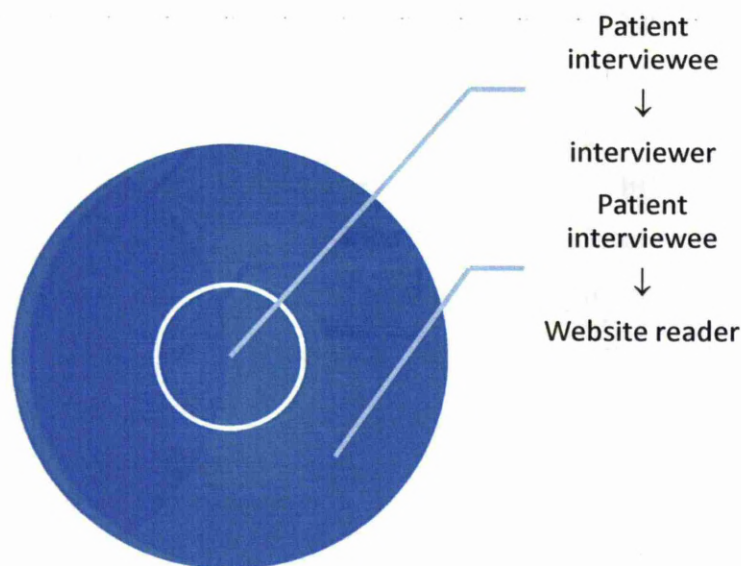 Patient
interviewee
↓
interviewer
Patient
interviewee
↓
Website reader